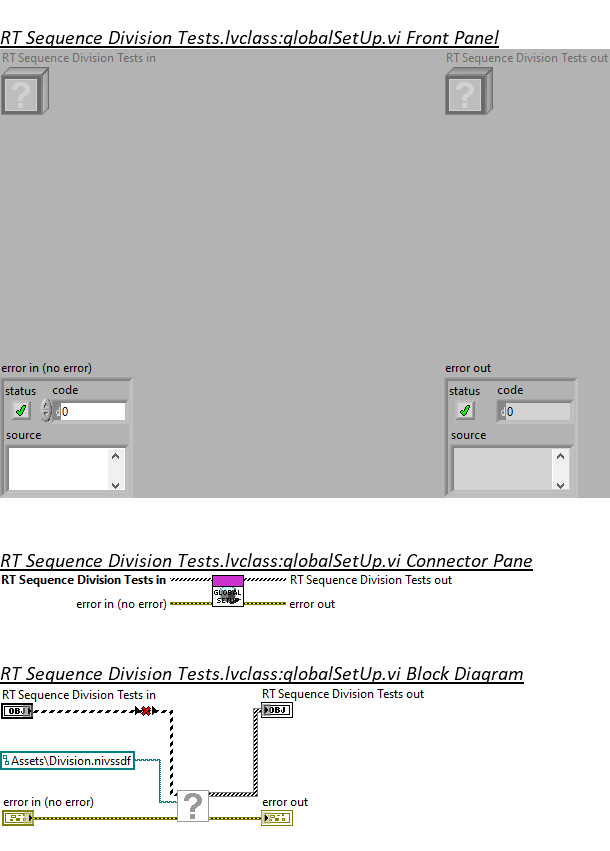 RT Sequence Division Tests.lvclass:globalSetUp.vi Front Panel
RT Sequence Division Tests in
RT Sequence Division Tests out
?
?
error in (no error)
error out
status code
d 0
source
status code
d 0
source
RT Sequence Division Tests.lvclass:globalSetUp.vi Connector Pane
RT Sequence Division Tests in
RT Sequence Division Tests out
GLOBAL
SETUP
error in (no error)
error out
RT Sequence Division Tests.lvclass:globalSetUp.vi Block Diagram
RT Sequence Division Tests in
RT Sequence Division Tests out
OBJ
OBJ
Assets\Division.nivssdf
error in (no error)
?
error out